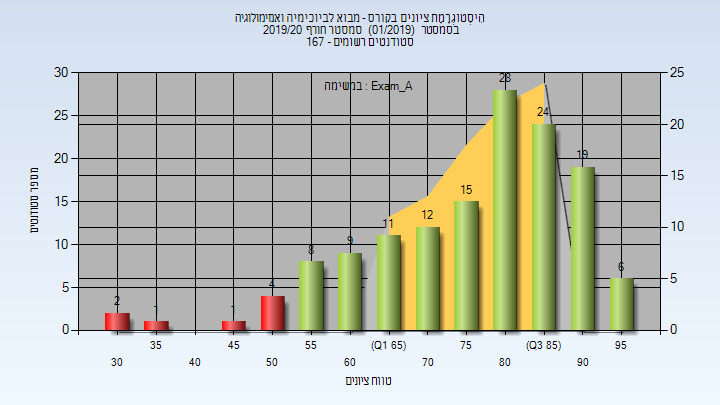 היסטוגרמת ציונים בקורס - מבוא לביוכימיה ואנזימולוגיה
בסמסטר (01/2019) סמסטר חורף 2019/20
סטודנטים רשומים - 167
במשימה : Exam_A
30 25 20 15 10 5 0
מספר סטודנטים
25 20 15 10 5 0
2 1 1 4 8 9 11 12 15 28 24 19 6
35 45 55 (Q1 65) 75 (Q3 85) 95
30 40 50 60 70 80 90
טווח ציונים